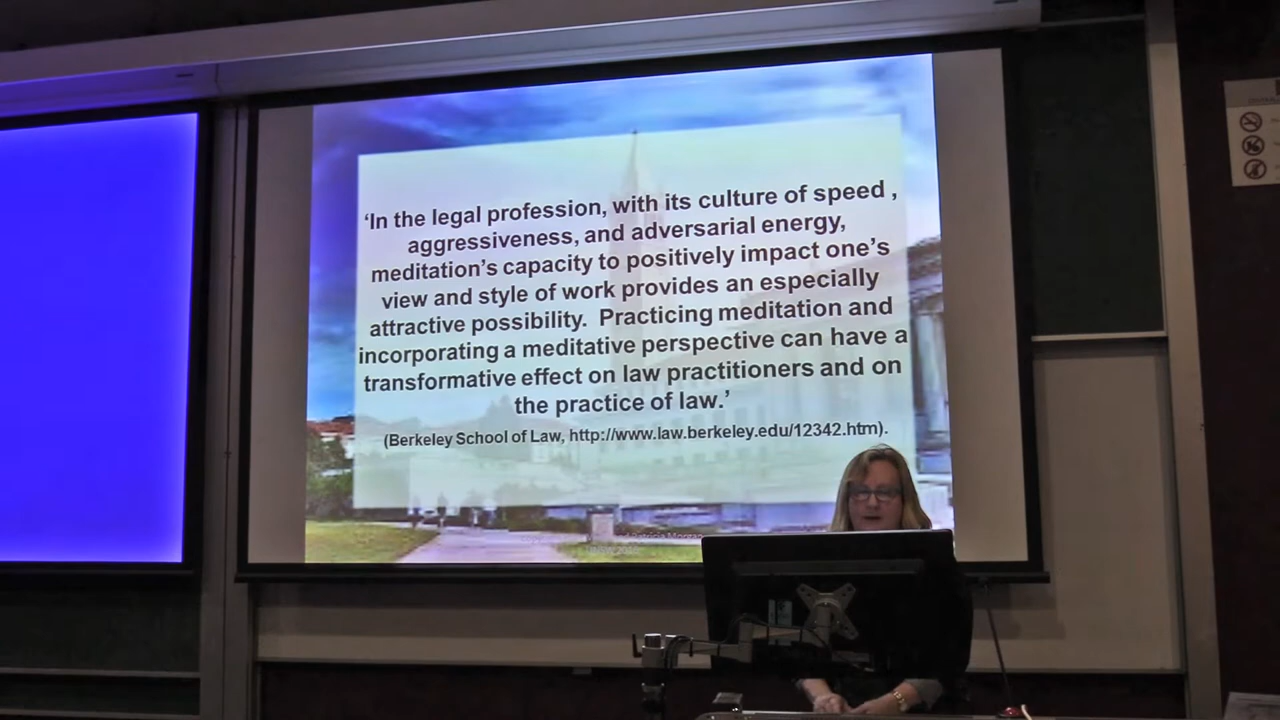 ‘In the legal profession, with its culture of speed ,
aggressiveness, and adversarial energy,
meditation’s capacity to positively impact one’s
view and style of work provides an especially
attractive possibility.  Practicing meditation and
incorporating a meditative perspective can have a
transformative effect on law practitioners and on
the practice of law.’
(Berkeley School of Law, http://www.law.berkeley.edu/12342.htm).